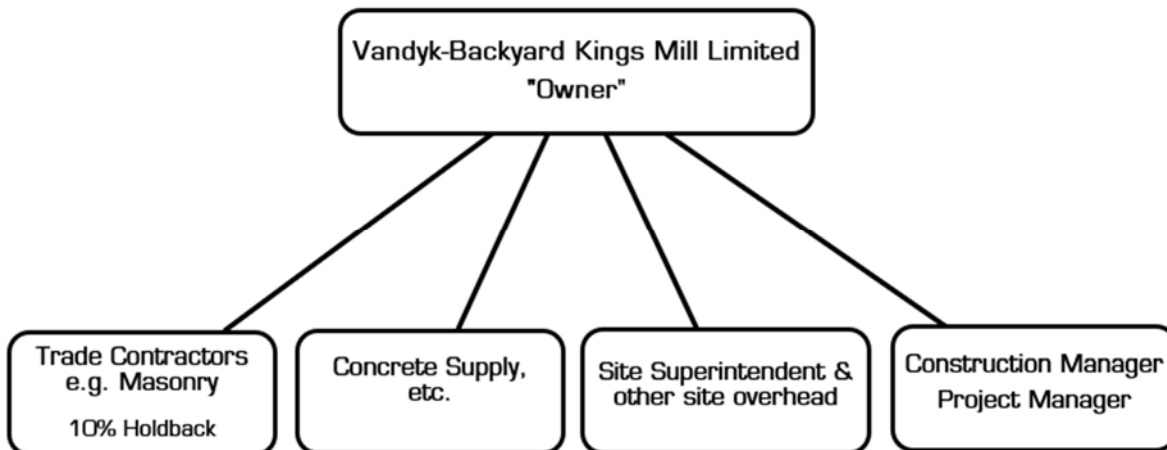 Vandyk-Backyard Kings Mill Limited
"Owner"
Trade Contractors
e.g. Masonry
10% Holdback
Concrete Supply,
etc.
Site Superintendent &
other site overhead
Construction Manager
Project Manager